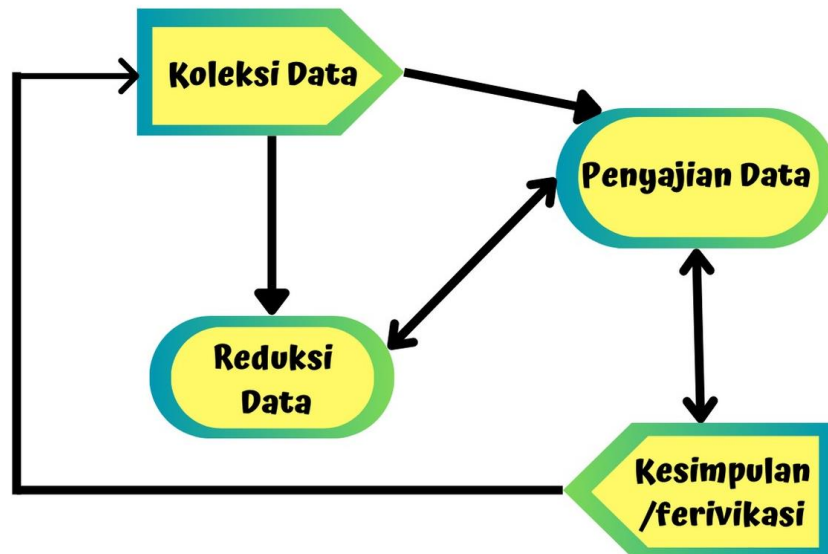 Koleksi Data
Penyajian Data
Reduksi
Data
Kesimpulan
/ferivikasi